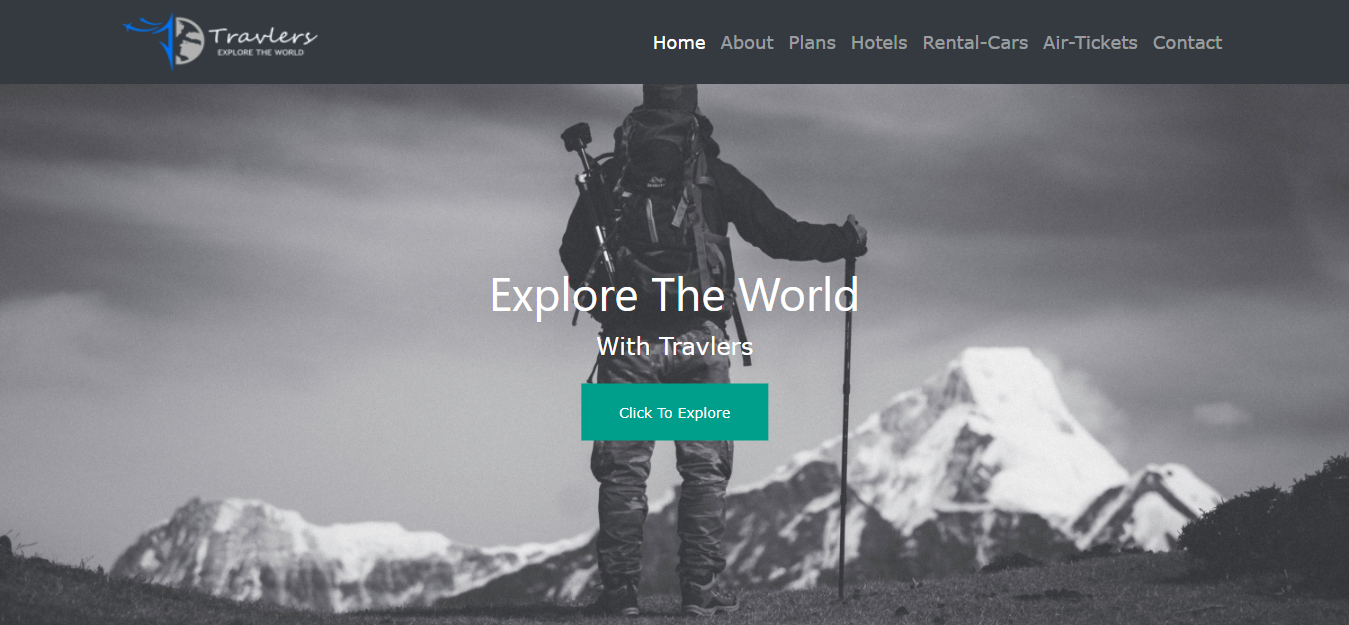 Travlers
EXPLORE THE WORLD
Home About Plans Hotels Rental-Cars Air-Tickets Contact
Explore The World
With Travlers
Click To Explore